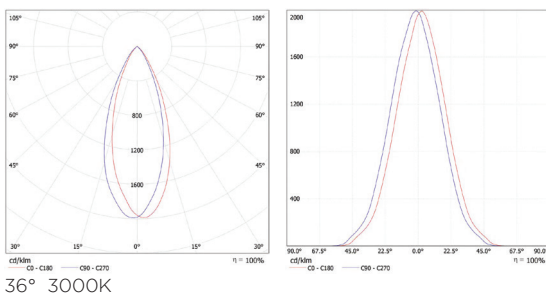 105° 105°
90° 90°
75° 75°
60° 60°
45° 45°
800
1200
1600
30° 15° 0° 15° 30°
cd/klm η = 100%
C0 - C180 C90 - C270
2000
1600
1200
800
400
90.0° 67.5° 45.0° 22.5° 0.0° 22.5° 45.0° 67.5° 90.0°
cd/klm η = 100%
C0 - C180 C90 - C270
36° 3000K